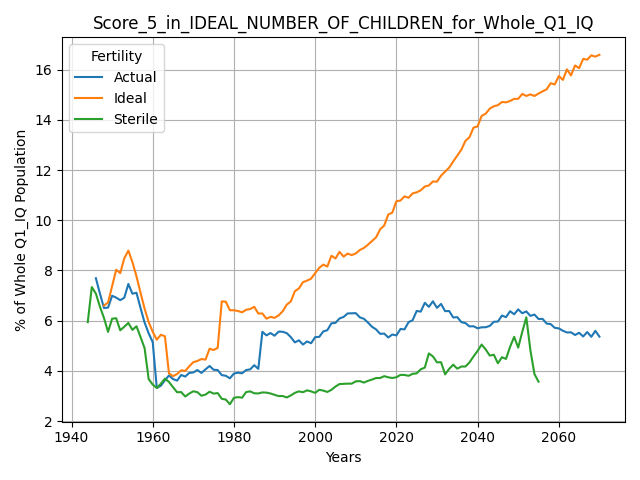 Score_5_in_IDEAL_NUMBER_OF_CHILDREN_for_Whole_Q1_IQ
Fertility
Actual
Ideal
Sterile
% of Whole Q1_IQ Population
16
14
12
10
8
6
4
2
1940
1960
1980
2000
2020
2040
2060
Years